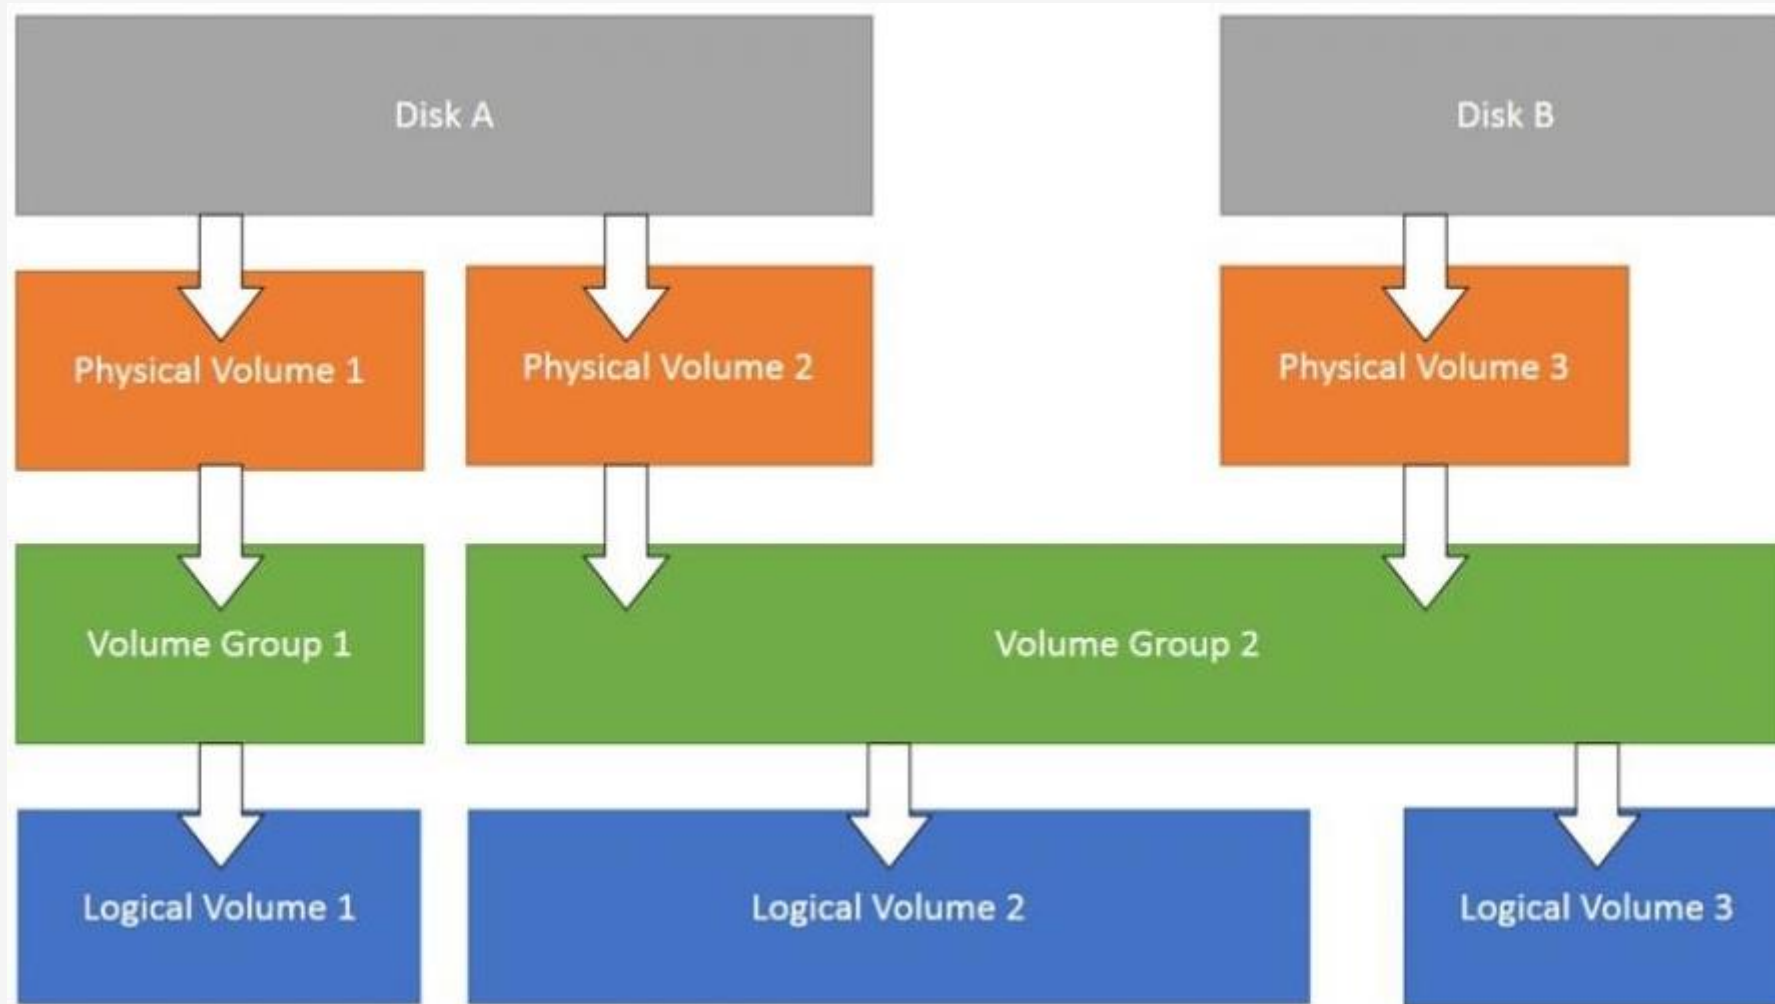 Disk A
Disk B
Physical Volume 1
Physical Volume 2
Physical Volume 3
Volume Group 1
Volume Group 2
Logical Volume 1
Logical Volume 2
Logical Volume 3